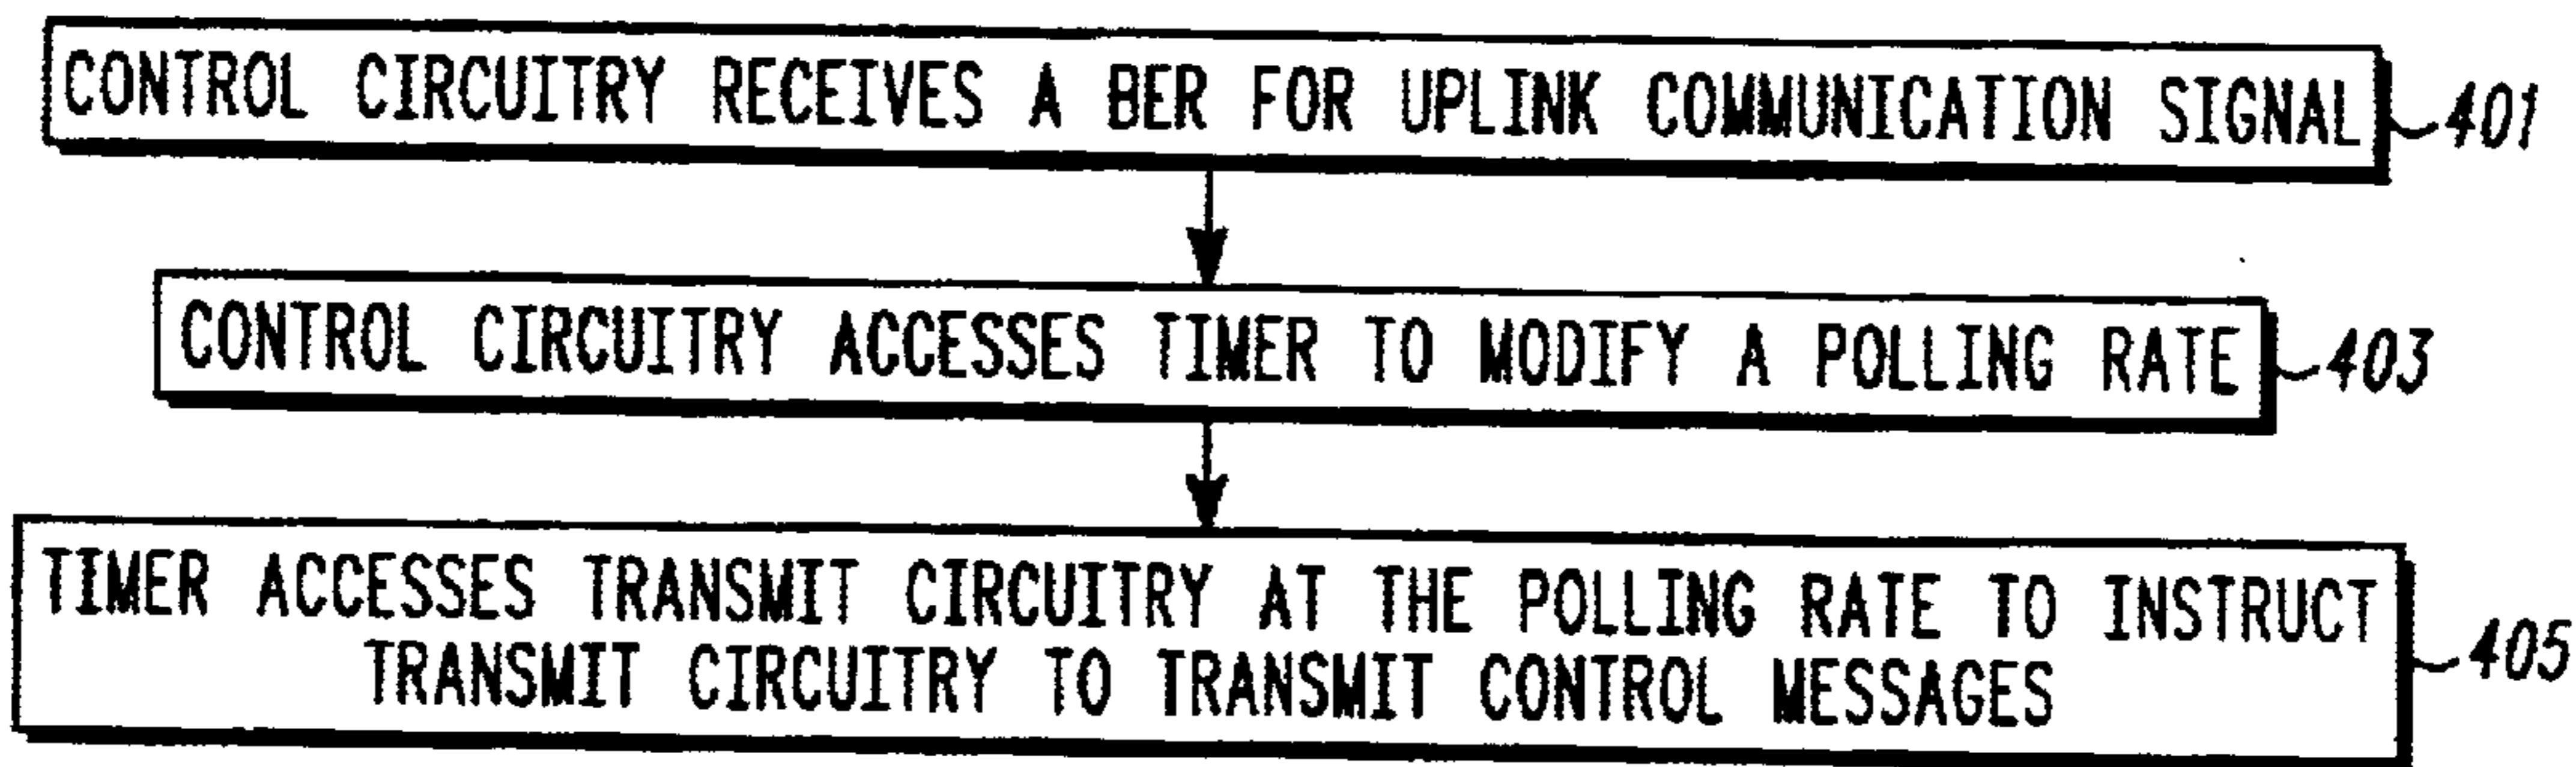 CONTROL CIRCUITRY RECEIVES A BER FOR UPLINK COMMUNICATION SIGNAL 401
CONTROL CIRCUITRY ACCESSES TIMER TO MODIFY A POLLING RATE 403
TIMER ACCESSES TRANSMIT CIRCUITRY AT THE POLLING RATE TO INSTRUCT
TRANSMIT CIRCUITRY TO TRANSMIT CONTROL MESSAGES 405